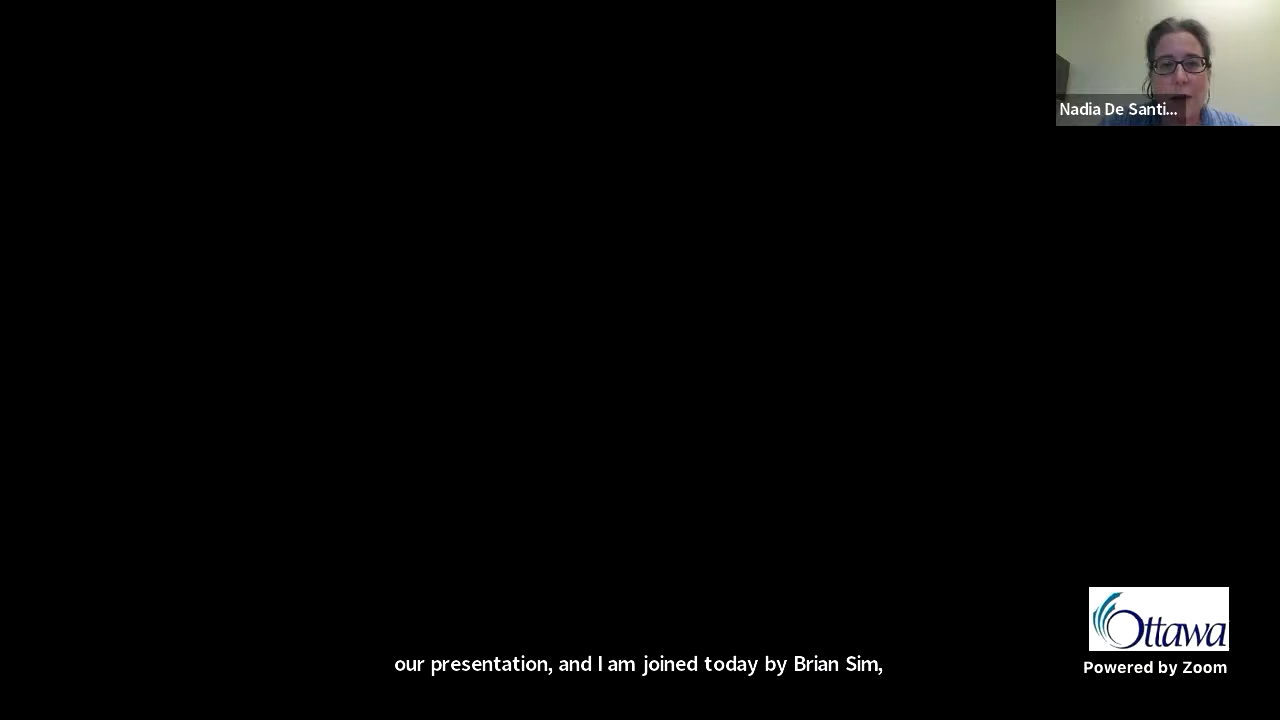 Nadia De Santi...
Ottawa
our presentation, and I am joined today by Brian Sim,
Powered by Zoom